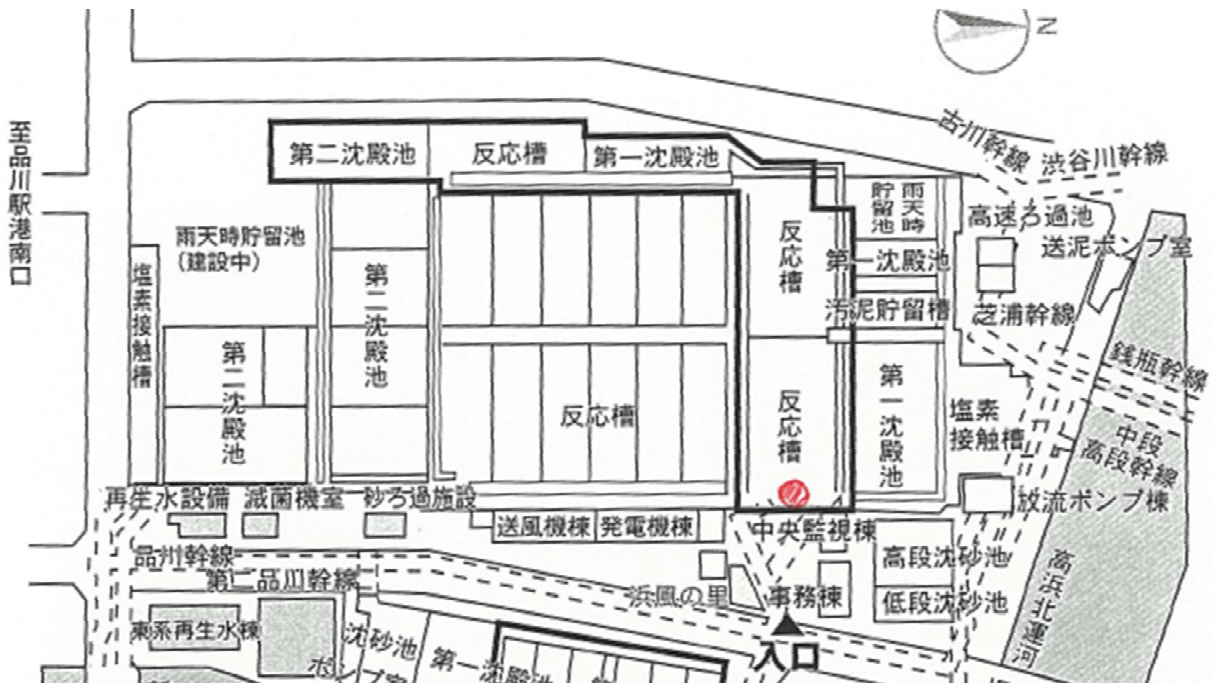 N
至品川駅港南口
古川幹線
渋谷川幹線
第二沈殿池
反応槽
第一沈殿池
雨天時
貯留池
高速ろ過池
送泥ポンプ室
雨天時貯留池
(建設中)
反応槽
第一沈殿池
塩素接触槽
第二沈殿池
汚泥貯留槽
芝浦幹線
銭瓶幹線
第二沈殿池
反応槽
反応槽
第一沈殿池
塩素
接触槽
中段
高段幹線
再生水設備
滅菌機室
砂ろ過施設
放流ポンプ棟
送風機棟
発電機棟
中央監視棟
品川幹線
高段沈砂池
高浜北運河
第二品川幹線
浜風の里
事務棟
低段沈砂池
東系再生水棟
沈砂池
ポンプ室
第一沈殿池
入口